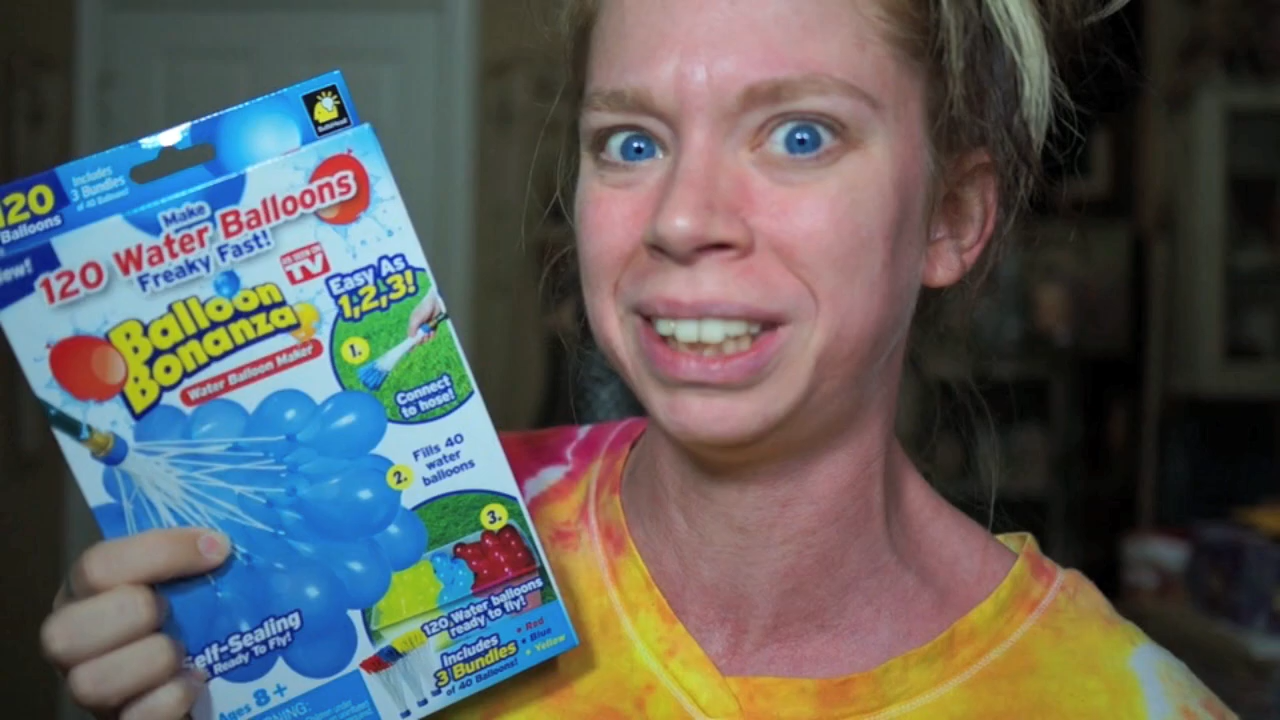 120
Balloons
Includes
3 Bundles
of 40 Balloons!
New!
Make
120 Water Balloons
Freaky Fast!
AS SEEN ON
TV
Balloon
Bonanza
Water Balloon Maker
Easy As
1,2,3!
1.
Connect
to hose!
2.
Fills 40
water
balloons
3.
120 Water balloons
ready to fly!
Includes
3 Bundles
of 40 Balloons!
• Red
• Blue
• Yellow
Self-Sealing
Ready To Fly!
Ages 8+
WARNING: